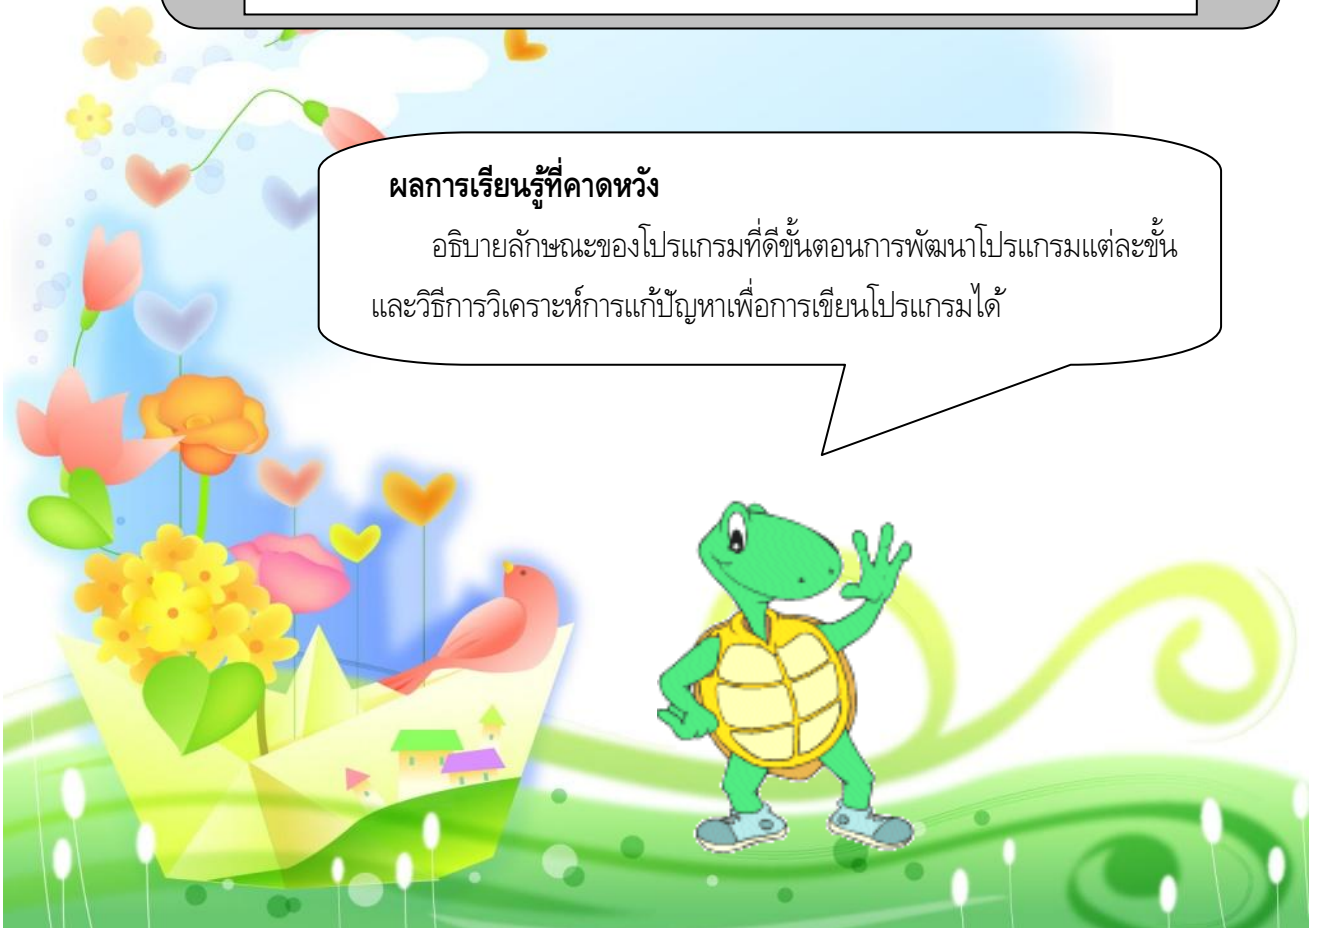 ผลการเรียนรู้ที่คาดหวัง
อธิบายลักษณะของโปรแกรมที่ดีขั้นตอนการพัฒนาโปรแกรมแต่ละขั้น
และวิธีการวิเคราะห์การแก้ปัญหาเพื่อการเขียนโปรแกรมได้